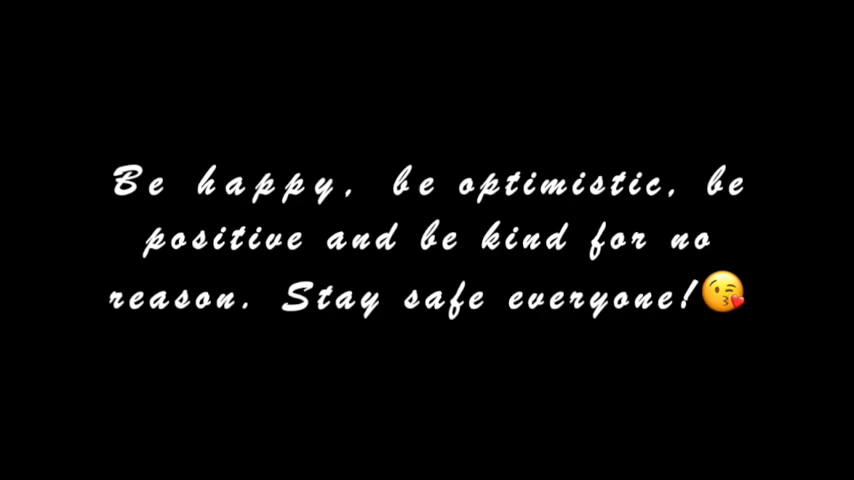 Be happy, be optimistic, be
positive and be kind for no
reason. Stay safe everyone!😘